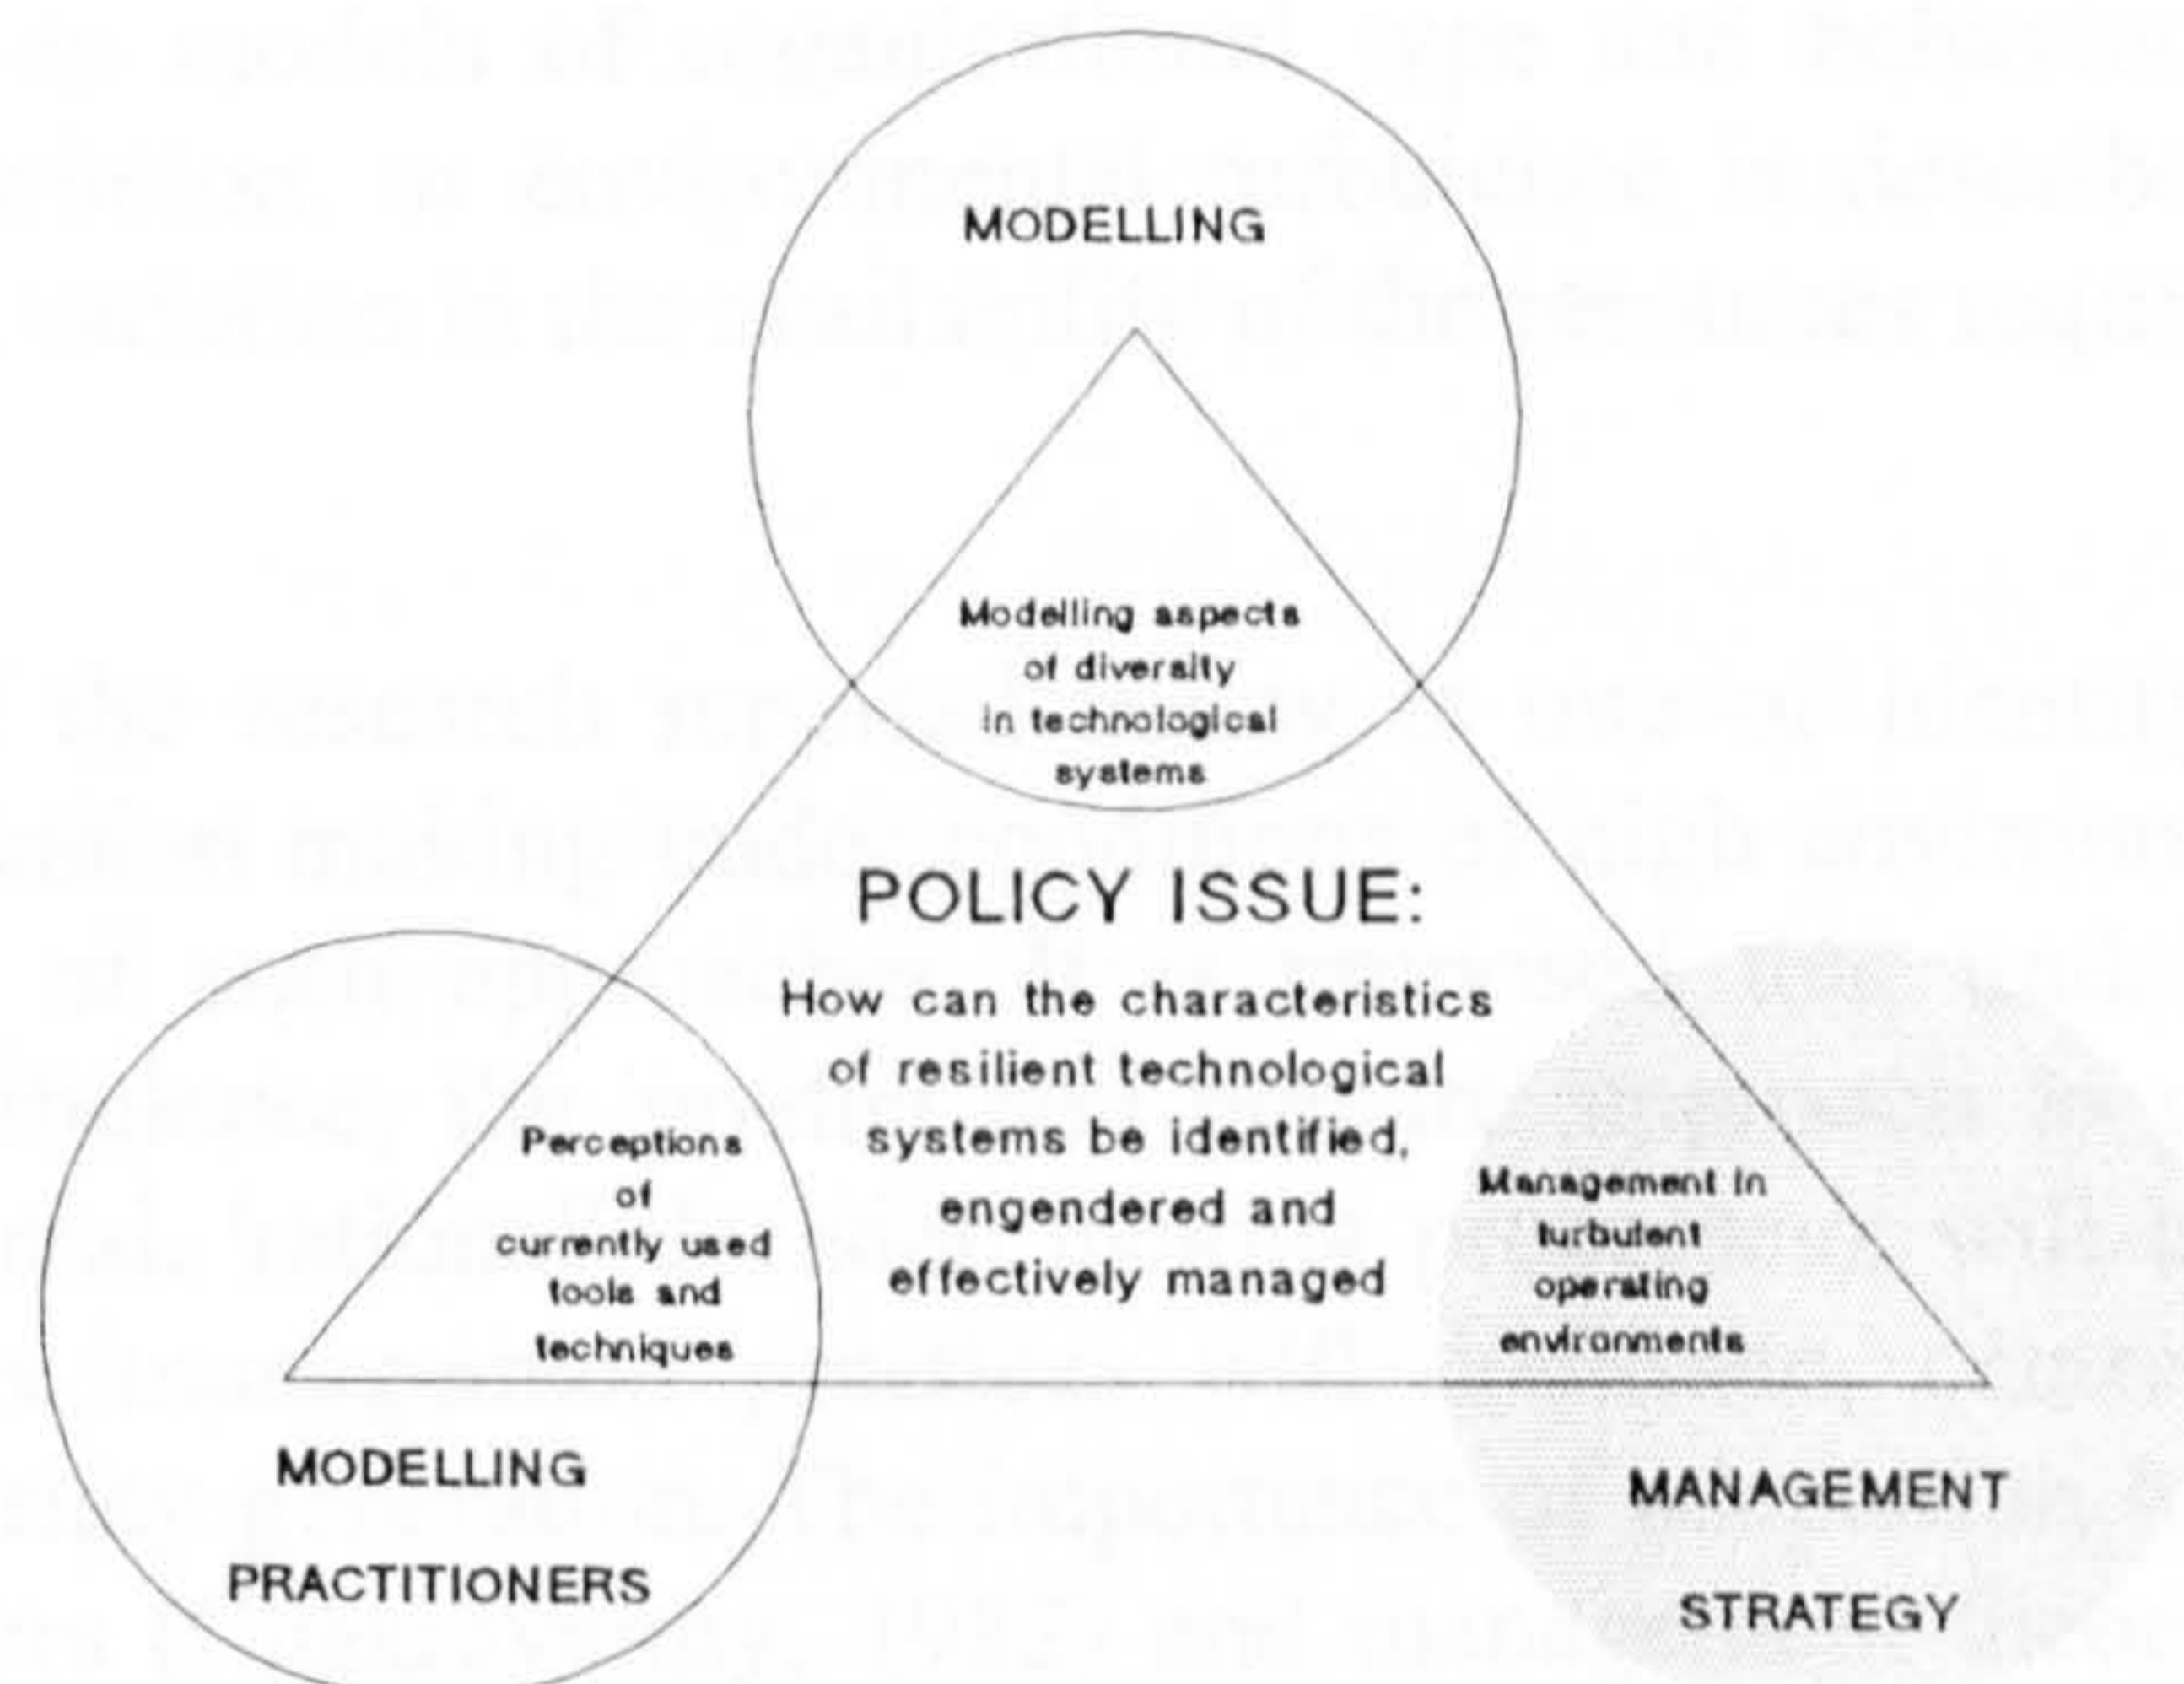 MODELLING
Modelling aspects
of diversity
in technological
systems
POLICY ISSUE:
How can the characteristics
of resilient technological
systems be identified,
engendered and
effectively managed
Perceptions
of
currently used
tools and
techniques
Management in
turbulent
operating
environments
MODELLING
PRACTITIONERS
MANAGEMENT
STRATEGY